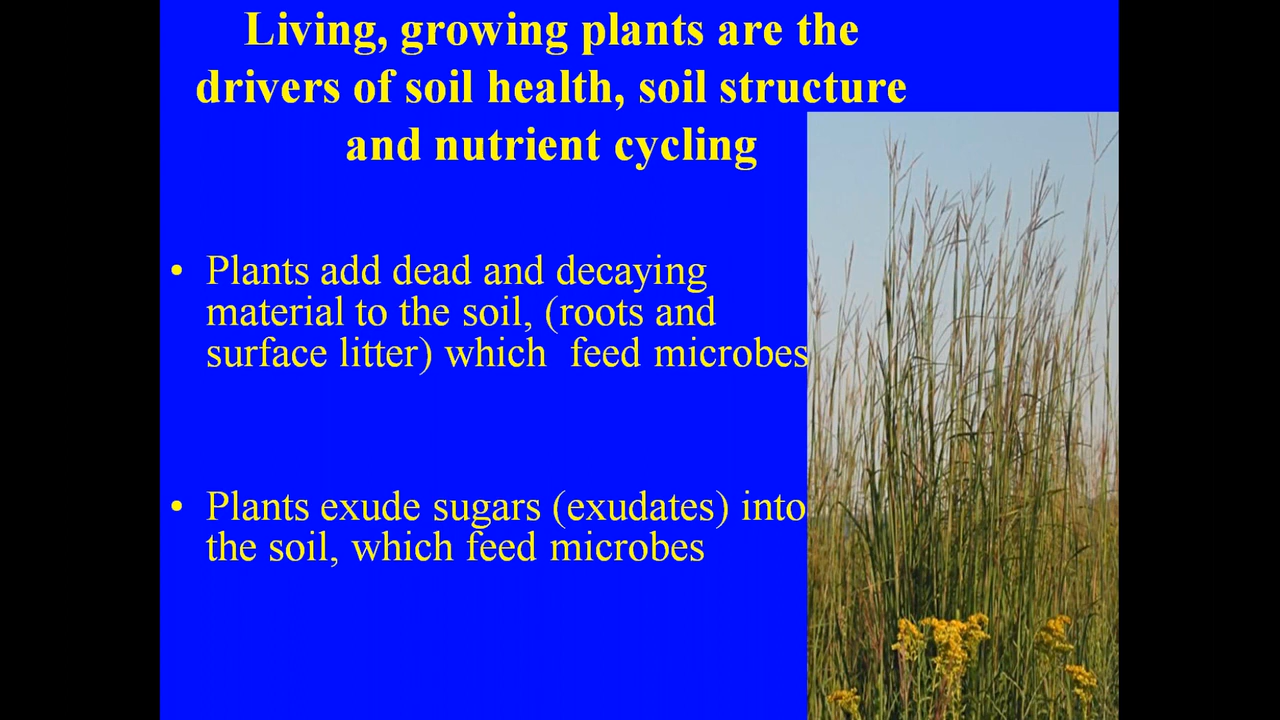 Living, growing plants are the
drivers of soil health, soil structure
and nutrient cycling
• Plants add dead and decaying
material to the soil, (roots and
surface litter) which  feed microbes
• Plants exude sugars (exudates) into
the soil, which feed microbes